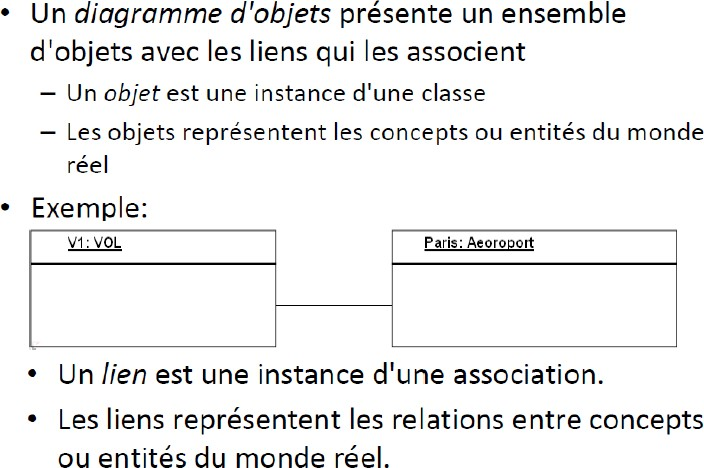 • Un diagramme d'objets présente un ensemble
d'objets avec les liens qui les associent
– Un objet est une instance d'une classe
– Les objets représentent les concepts ou entités du monde
réel
• Exemple:
V1: VOL
Paris: Aeoroport
• Un lien est une instance d'une association.
• Les liens représentent les relations entre concepts
ou entités du monde réel.